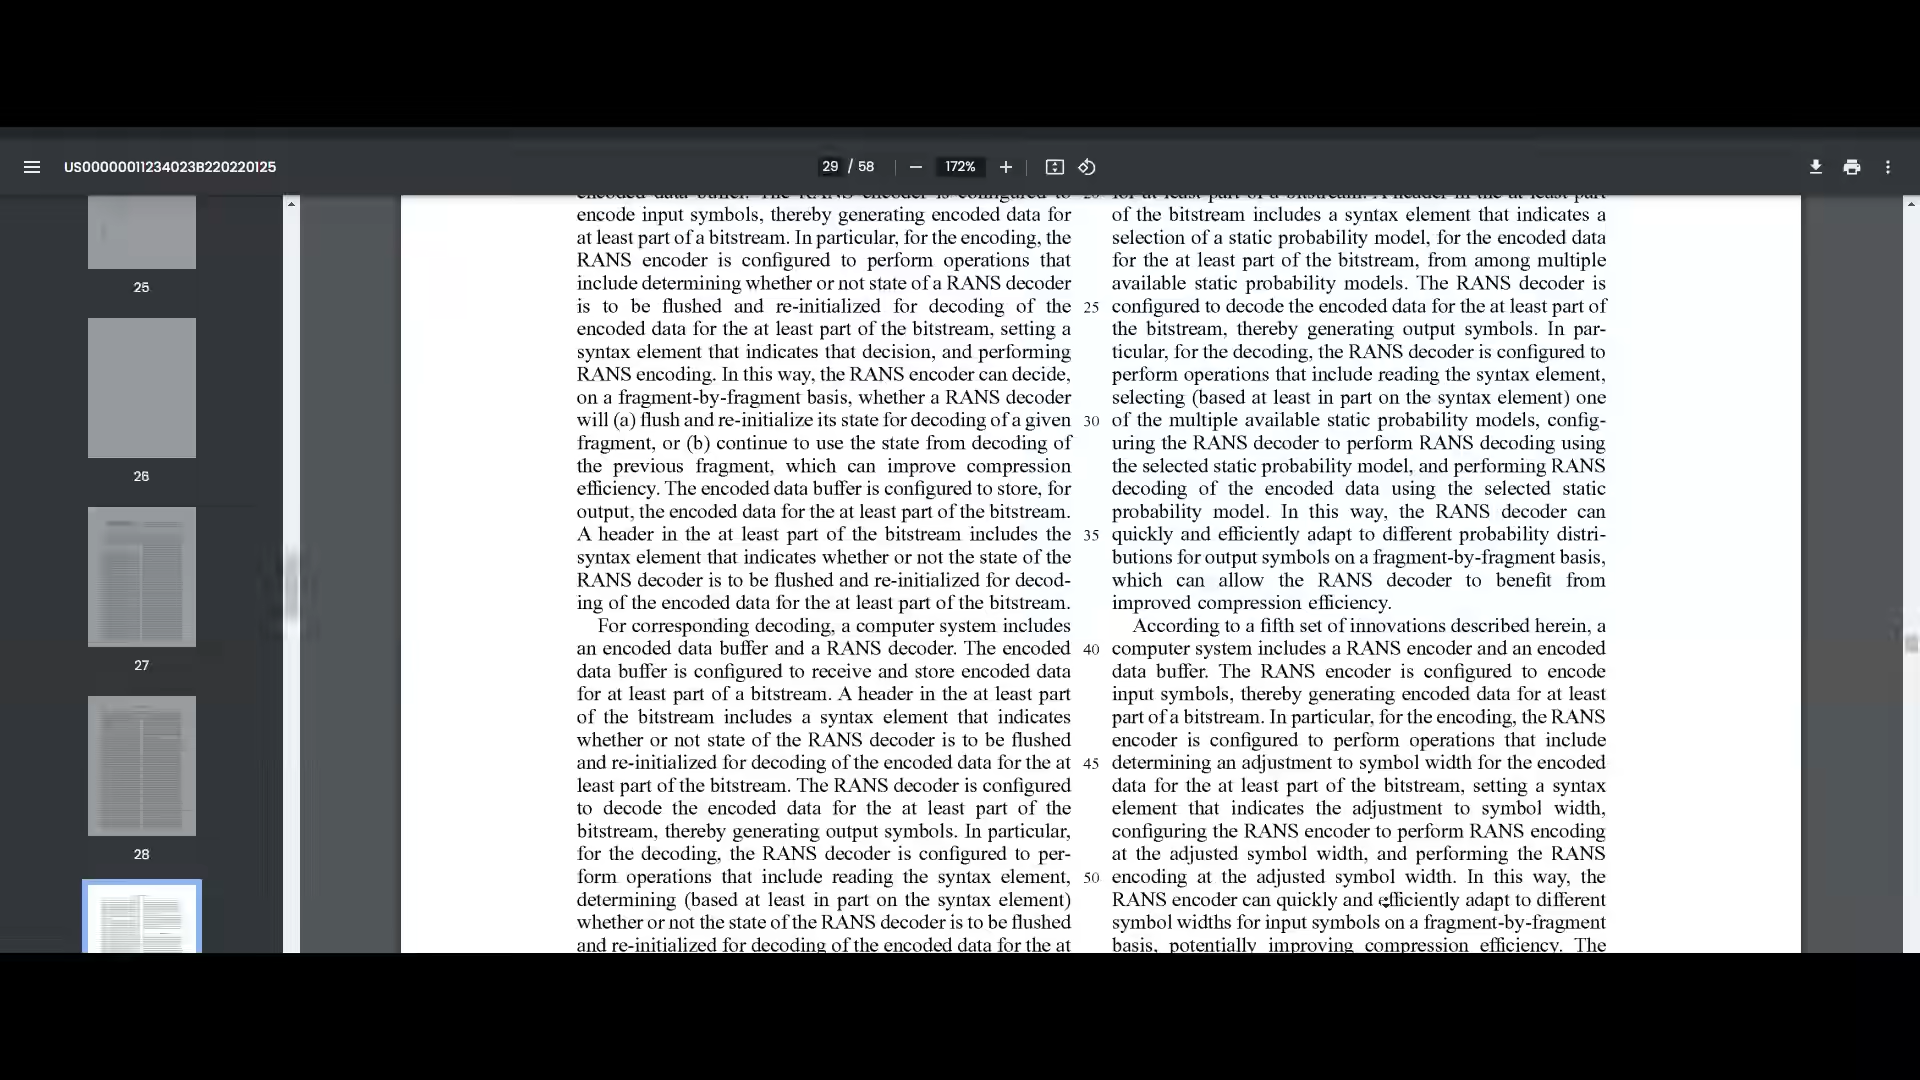 US00000011234023B220220125
29 / 58
172%
25
26
27
28
encoded data buffer. The RANS encoder is configured to
encode input symbols, thereby generating encoded data for
at least part of a bitstream. In particular, for the encoding, the
RANS encoder is configured to perform operations that
include determining whether or not state of a RANS decoder
is to be flushed and re-initialized for decoding of the
encoded data for the at least part of the bitstream, setting a
syntax element that indicates that decision, and performing
RANS encoding. In this way, the RANS encoder can decide,
on a fragment-by-fragment basis, whether a RANS decoder
will (a) flush and re-initialize its state for decoding of a given
fragment, or (b) continue to use the state from decoding of
the previous fragment, which can improve compression
efficiency. The encoded data buffer is configured to store, for
output, the encoded data for the at least part of the bitstream.
A header in the at least part of the bitstream includes the
syntax element that indicates whether or not the state of the
RANS decoder is to be flushed and re-initialized for decod-
ing of the encoded data for the at least part of the bitstream.
For corresponding decoding, a computer system includes
an encoded data buffer and a RANS decoder. The encoded
data buffer is configured to receive and store encoded data
for at least part of a bitstream. A header in the at least part
of the bitstream includes a syntax element that indicates
whether or not state of the RANS decoder is to be flushed
and re-initialized for decoding of the encoded data for the at
least part of the bitstream. The RANS decoder is configured
to decode the encoded data for the at least part of the
bitstream, thereby generating output symbols. In particular,
for the decoding, the RANS decoder is configured to per-
form operations that include reading the syntax element,
determining (based at least in part on the syntax element)
whether or not the state of the RANS decoder is to be flushed
and re-initialized for decoding of the encoded data for the at
20
25
30
35
40
45
50
for at least part of a bitstream. A header in the at least part
of the bitstream includes a syntax element that indicates a
selection of a static probability model, for the encoded data
for the at least part of the bitstream, from among multiple
available static probability models. The RANS decoder is
configured to decode the encoded data for the at least part of
the bitstream, thereby generating output symbols. In par-
ticular, for the decoding, the RANS decoder is configured to
perform operations that include reading the syntax element,
selecting (based at least in part on the syntax element) one
of the multiple available static probability models, config-
uring the RANS decoder to perform RANS decoding using
the selected static probability model, and performing RANS
decoding of the encoded data using the selected static
probability model. In this way, the RANS decoder can
quickly and efficiently adapt to different probability distri-
butions for output symbols on a fragment-by-fragment basis,
which can allow the RANS decoder to benefit from
improved compression efficiency.
According to a fifth set of innovations described herein, a
computer system includes a RANS encoder and an encoded
data buffer. The RANS encoder is configured to encode
input symbols, thereby generating encoded data for at least
part of a bitstream. In particular, for the encoding, the RANS
encoder is configured to perform operations that include
determining an adjustment to symbol width for the encoded
data for the at least part of the bitstream, setting a syntax
element that indicates the adjustment to symbol width,
configuring the RANS encoder to perform RANS encoding
at the adjusted symbol width, and performing the RANS
encoding at the adjusted symbol width. In this way, the
RANS encoder can quickly and efficiently adapt to different
symbol widths for input symbols on a fragment-by-fragment
basis, potentially improving compression efficiency. The